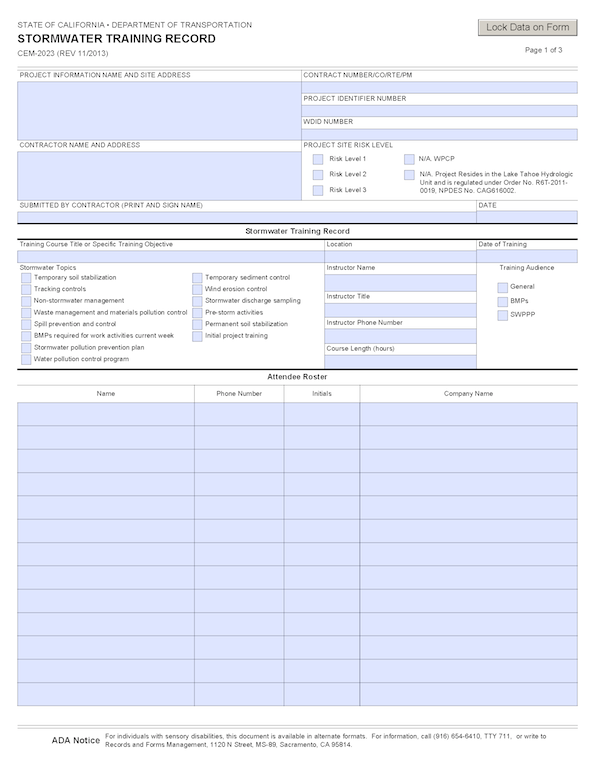 STATE OF CALIFORNIA • DEPARTMENT OF TRANSPORTATION
STORMWATER TRAINING RECORD
CEM-2023 (REV 11/2013)
Lock Data on Form
Page 1 of 3
PROJECT INFORMATION NAME AND SITE ADDRESS
CONTRACT NUMBER/CO/RTE/PM
PROJECT IDENTIFIER NUMBER
WDID NUMBER
CONTRACTOR NAME AND ADDRESS
PROJECT SITE RISK LEVEL
Risk Level 1
N/A. WPCP
Risk Level 2
N/A. Project Resides in the Lake Tahoe Hydrologic
Unit and is regulated under Order No. R6T-2011-
0019, NPDES No. CAG616002.
Risk Level 3
SUBMITTED BY CONTRACTOR (PRINT AND SIGN NAME)
DATE
Stormwater Training Record
Training Course Title or Specific Training Objective
Location
Date of Training
Stormwater Topics
Temporary soil stabilization
Tracking controls
Non-stormwater management
Waste management and materials pollution control
Spill prevention and control
BMPs required for work activities current week
Stormwater pollution prevention plan
Water pollution control program
Temporary sediment control
Wind erosion control
Stormwater discharge sampling
Pre-storm activities
Permanent soil stabilization
Initial project training
Instructor Name
Instructor Title
Instructor Phone Number
Course Length (hours)
Training Audience
General
BMPs
SWPPP
Attendee Roster
Name
Phone Number
Initials
Company Name
ADA Notice
For individuals with sensory disabilities, this document is available in alternate formats. For information, call (916) 654-6410, TTY 711, or write to
Records and Forms Management, 1120 N Street, MS-89, Sacramento, CA 95814.